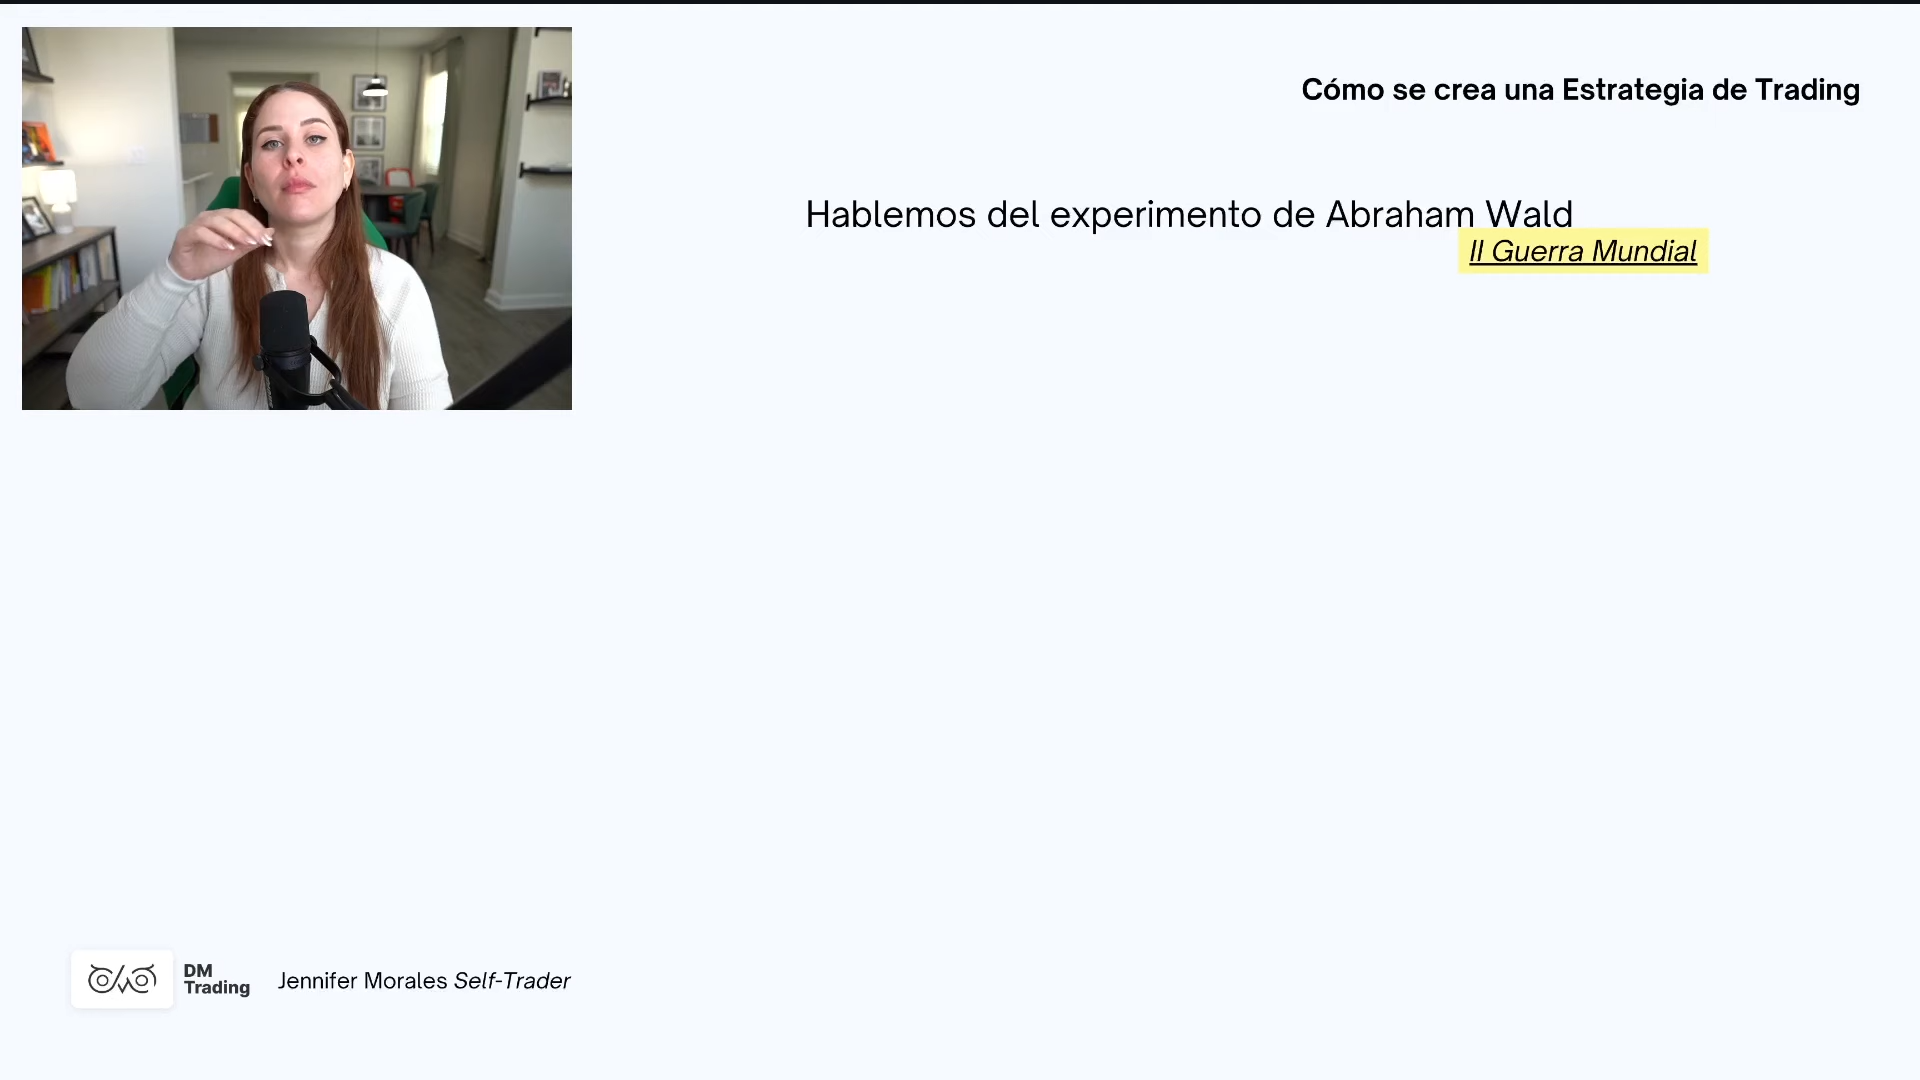 Cómo se crea una Estrategia de Trading
Hablemos del experimento de Abraham Wald
II Guerra Mundial
DM
Trading
Jennifer Morales Self-Trader